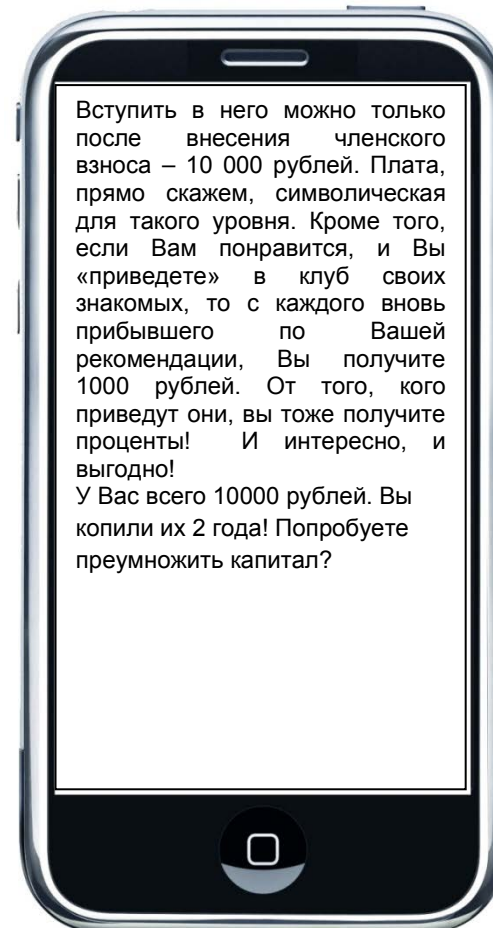 Вступить в него можно только
после внесения членского
взноса – 10 000 рублей. Плата,
прямо скажем, символическая
для такого уровня. Кроме того,
если Вам понравится, и Вы
«приведете» в клуб своих
знакомых, то с каждого вновь
прибывшего по Вашей
рекомендации, Вы получите
1000 рублей. От того, кого
приведут они, вы тоже получите
проценты! И интересно, и
выгодно!
У Вас всего 10000 рублей. Вы
копили их 2 года! Попробуете
преумножить капитал?